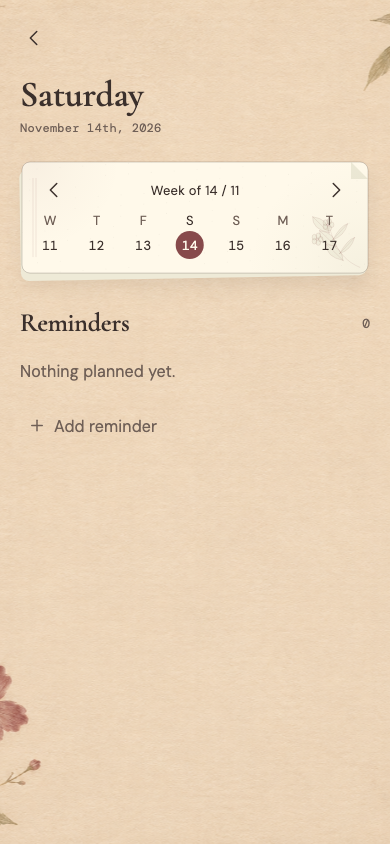 Saturday
November 14th, 2026
Week of 14 / 11
W T F S S M T
11 12 13 14 15 16 17
Reminders 0
Nothing planned yet.
+ Add reminder